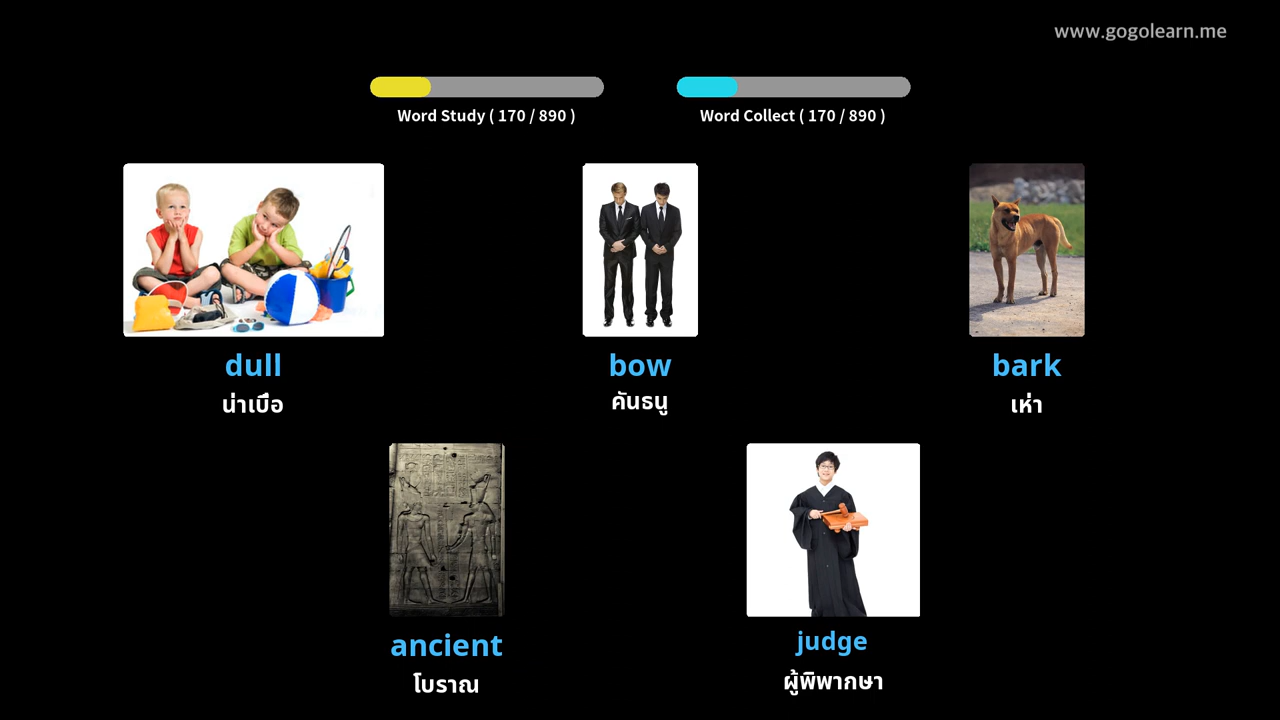 www.gogolearn.me
Word Study ( 170 / 890 )
Word Collect ( 170 / 890 )
dull
น่าเบื่อ
bow
คันธนู
bark
เห่า
ancient
โบราณ
judge
ผู้พิพากษา